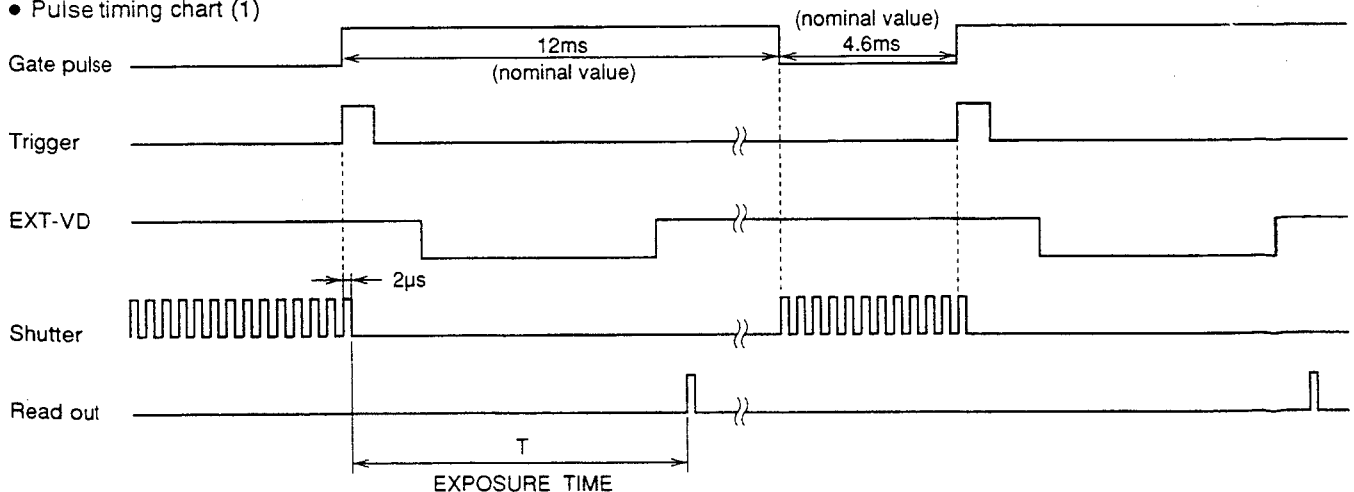 ● Pulse timing chart (1)
(nominal value)
12ms
4.6ms
Gate pulse
(nominal value)
Trigger
EXT-VD
2µs
Shutter
Read out
T
EXPOSURE TIME